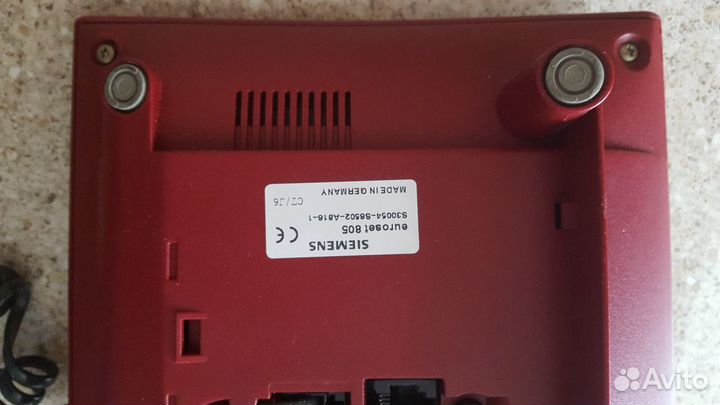 SIEMENS
euroset 805
S30054-S6502-A816-1
CE
MADE IN GERMANY
CT/J6
Avito